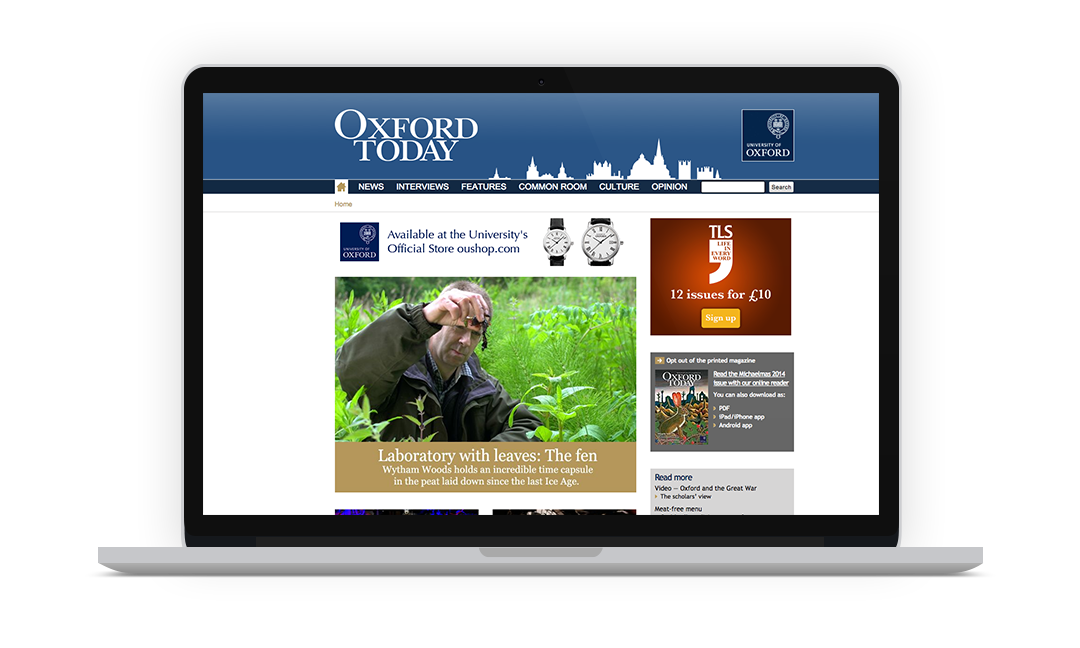 OXFORD
TODAY
UNIVERSITY OF
OXFORD
NEWS INTERVIEWS FEATURES COMMON ROOM CULTURE OPINION Search
Home
UNIVERSITY OF
OXFORD
Available at the University's
Official Store oushop.com
TLS
LIFE
IN
EVERY
WORD
12 issues for £10
Sign up
Laboratory with leaves: The fen
Wytham Woods holds an incredible time capsule
in the peat laid down since the last Ice Age.
Opt out of the printed magazine
OXFORD
TODAY
Read the Michaelmas 2014
issue with our online reader
You can also download as:
PDF
iPad/iPhone app
Android app
Read more
Video — Oxford and the Great War
The scholars' view
Meat-free menu